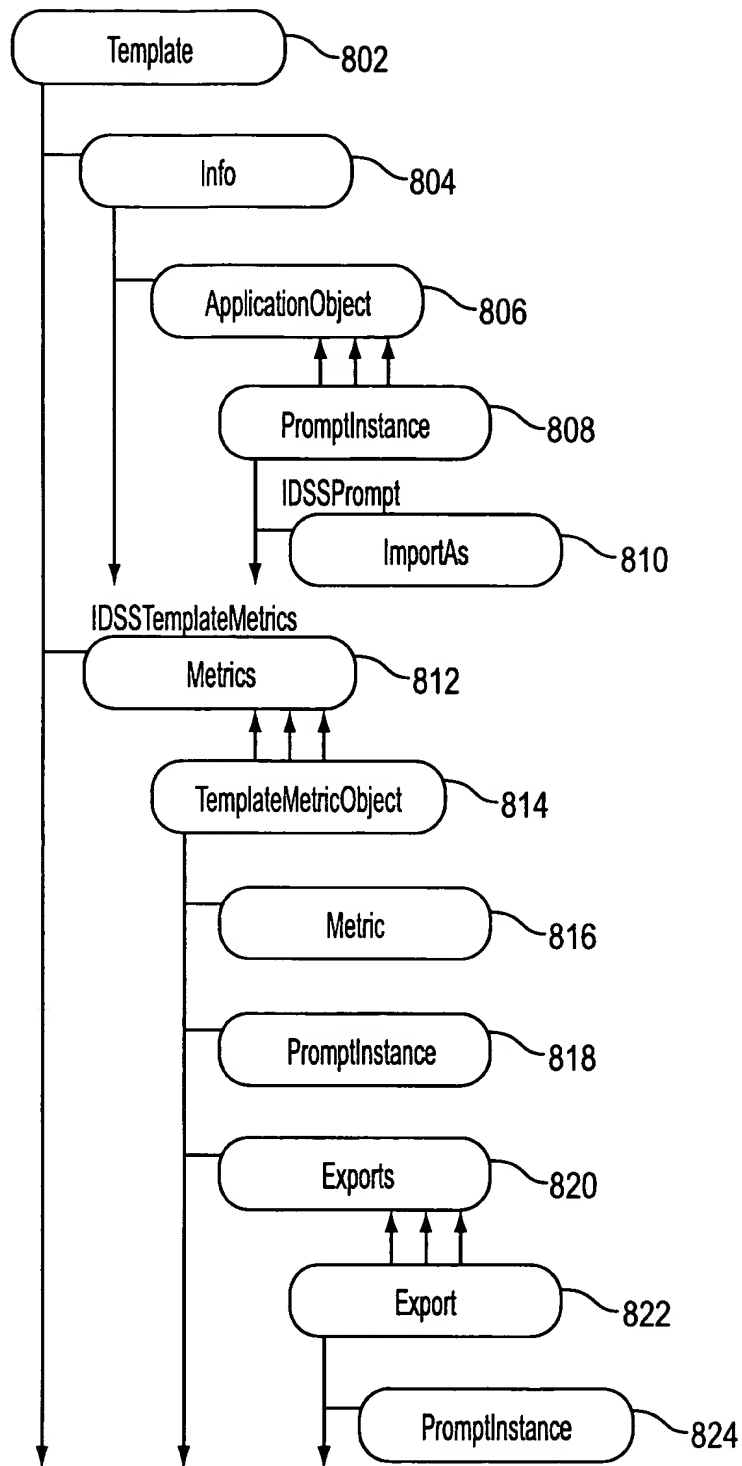 Template 802
Info 804
ApplicationObject 806
PromptInstance 808
IDSSPrompt
ImportAs 810
IDSSTemplateMetrics
Metrics 812
TemplateMetricObject 814
Metric 816
PromptInstance 818
Exports 820
Export 822
PromptInstance 824